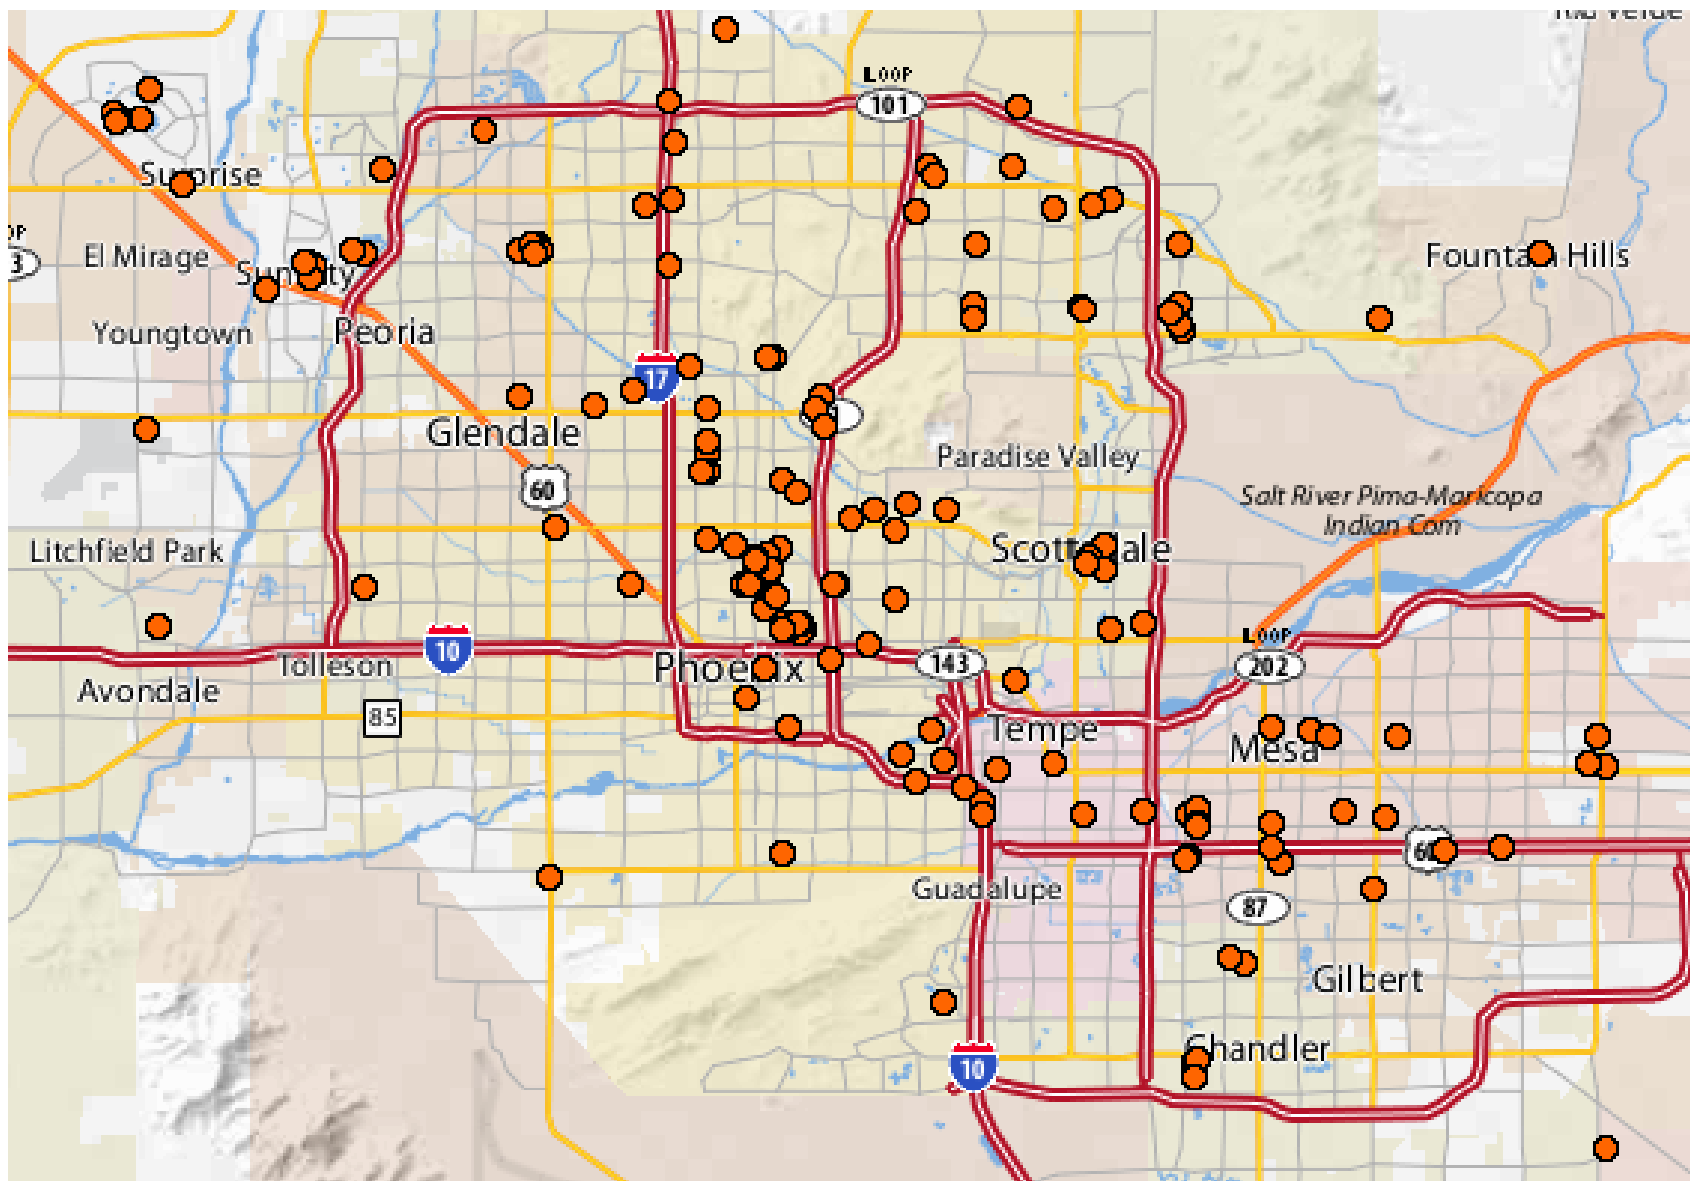 LOOP
101
Surprise
El Mirage
3
Sun City
Fountain Hills
Youngtown
Peoria
17
Glendale
Paradise Valley
60
Salt River Pima-Maricopa
Indian Com
Litchfield Park
Scottsdale
LOOP
10
Tolleson
Phoenix
143
202
Avondale
85
Tempe
Mesa
60
Guadalupe
87
Gilbert
Chandler
10